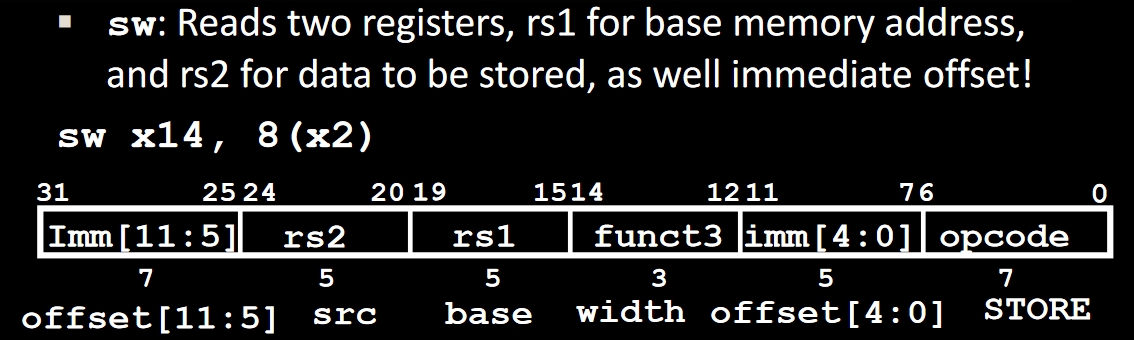 ▪ sw: Reads two registers, rs1 for base memory address,
and rs2 for data to be stored, as well immediate offset!
sw x14, 8(x2)
31 25 24 20 19 15 14 12 11 7 6 0
Imm[11:5] rs2 rs1 funct3 imm[4:0] opcode
7 5 5 3 5 7
offset[11:5] src base width offset[4:0] STORE